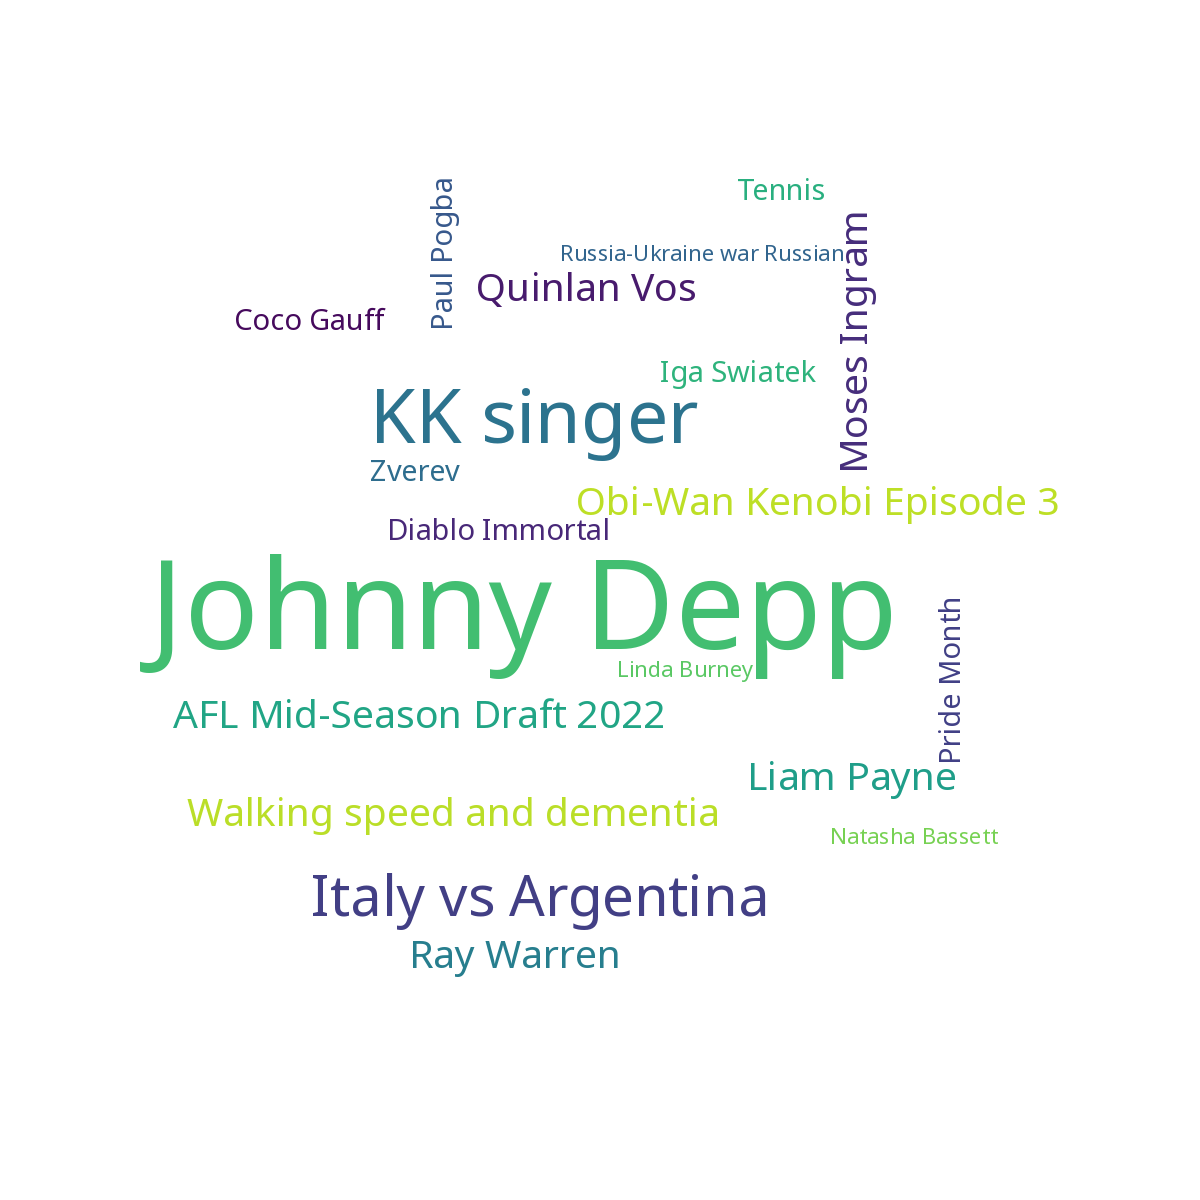 Tennis
Paul Pogba
Russia-Ukraine war Russian
Moses Ingram
Quinlan Vos
Coco Gauff
Iga Swiatek
KK singer
Zverev
Obi-Wan Kenobi Episode 3
Diablo Immortal
Johnny Depp
Pride Month
Linda Burney
AFL Mid-Season Draft 2022
Liam Payne
Walking speed and dementia
Natasha Bassett
Italy vs Argentina
Ray Warren